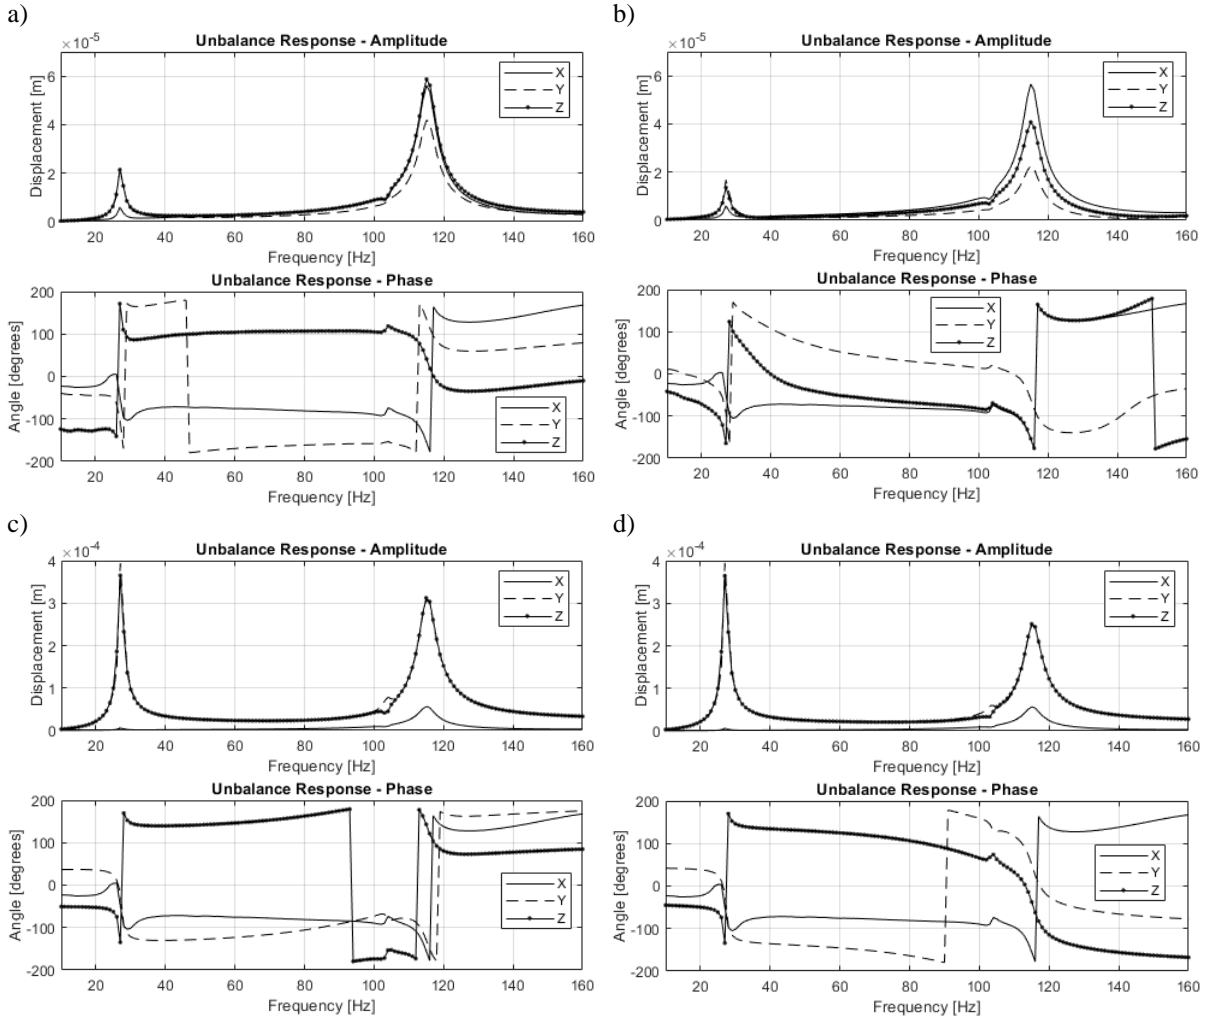 a)
Unbalance Response - Amplitude
×10-5
Displacement [m]
6
4
2
0
20 40 60 80 100 120 140 160
Frequency [Hz]
X
Y
Z
Unbalance Response - Phase
Angle [degrees]
200
100
0
-100
-200
20 40 60 80 100 120 140 160
Frequency [Hz]
X
Y
Z
b)
Unbalance Response - Amplitude
×10-5
Displacement [m]
6
4
2
0
20 40 60 80 100 120 140 160
Frequency [Hz]
X
Y
Z
Unbalance Response - Phase
Angle [degrees]
200
100
0
-100
-200
20 40 60 80 100 120 140 160
Frequency [Hz]
X
Y
Z
c)
Unbalance Response - Amplitude
×10-4
Displacement [m]
4
3
2
1
0
20 40 60 80 100 120 140 160
Frequency [Hz]
X
Y
Z
Unbalance Response - Phase
Angle [degrees]
200
100
0
-100
-200
20 40 60 80 100 120 140 160
Frequency [Hz]
X
Y
Z
d)
Unbalance Response - Amplitude
×10-4
Displacement [m]
4
3
2
1
0
20 40 60 80 100 120 140 160
Frequency [Hz]
X
Y
Z
Unbalance Response - Phase
Angle [degrees]
200
100
0
-100
-200
20 40 60 80 100 120 140 160
Frequency [Hz]
X
Y
Z